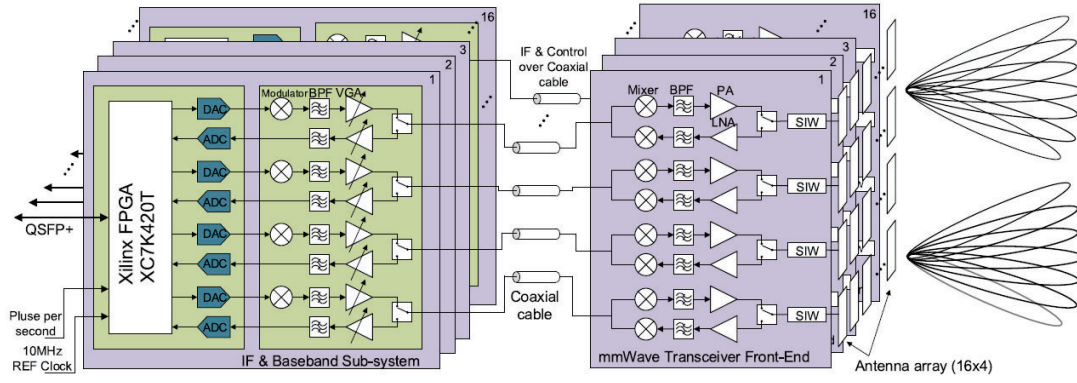 16
3
2
1
Modulator BPF VGA
DAC
ADC
DAC
ADC
DAC
ADC
DAC
ADC
Xilinx FPGA
XC7K420T
QSFP+
Pluse per
second
10MHz
REF Clock
IF & Baseband Sub-system
IF & Control
over Coaxial
cable
Coaxial
cable
16
3
2
1
Mixer BPF PA
LNA
SIW
SIW
SIW
SIW
mmWave Transceiver Front-End
Antenna array (16x4)